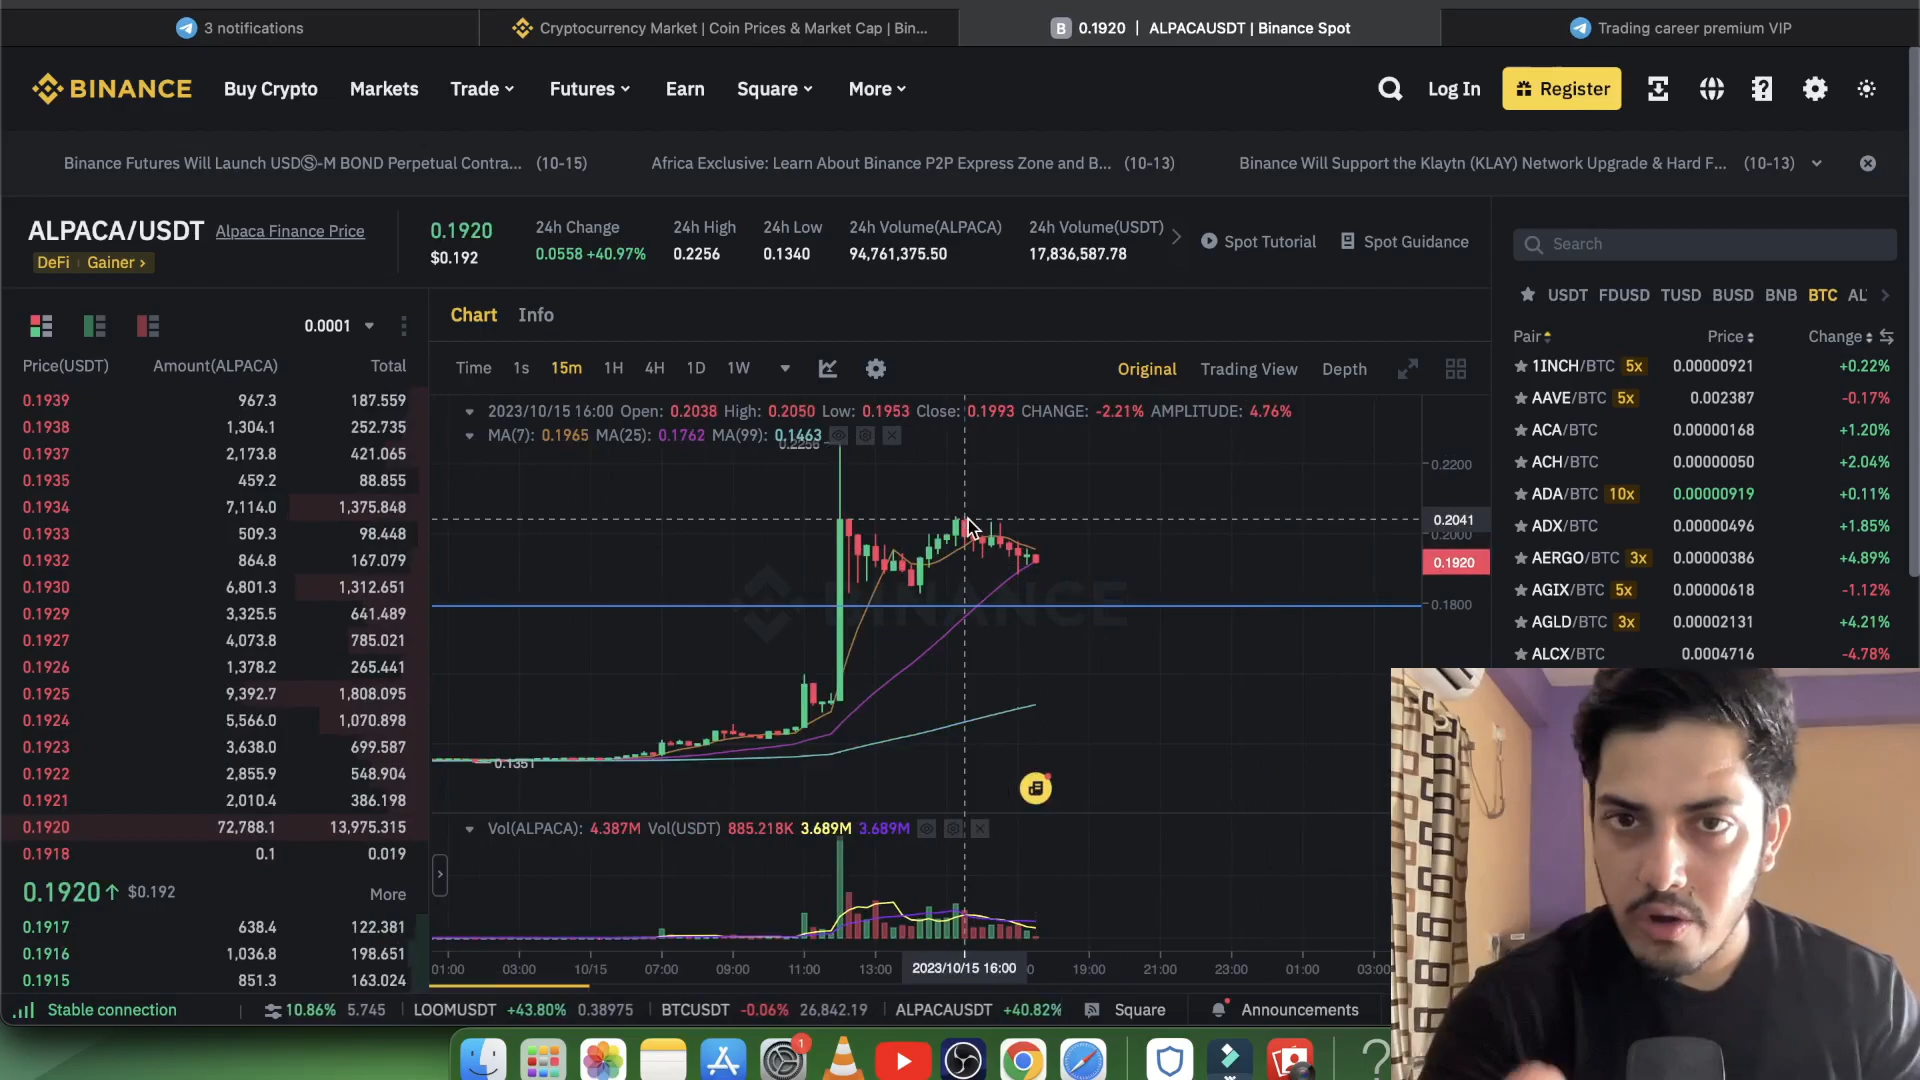 3 notifications
Cryptocurrency Market | Coin Prices & Market Cap | Bin...
B 0.1920 | ALPACAUSDT | Binance Spot
Trading career premium VIP
BINANCE Buy Crypto Markets Trade Futures Earn Square More Log In Register
Binance Futures Will Launch USDⓈ-M BOND Perpetual Contra... (10-15) Africa Exclusive: Learn About Binance P2P Express Zone and B... (10-13) Binance Will Support the Klaytn (KLAY) Network Upgrade & Hard F... (10-13)
ALPACA/USDT Alpaca Finance Price
DeFi Gainer
0.1920
$0.192
24h Change
0.0558 +40.97%
24h High
0.2256
24h Low
0.1340
24h Volume(ALPACA)
94,761,375.50
24h Volume(USDT)
17,836,587.78
Spot Tutorial Spot Guidance
0.0001
Price(USDT) Amount(ALPACA) Total
0.1939 967.3 187.559
0.1938 1,304.1 252.735
0.1937 2,173.8 421.065
0.1935 459.2 88.855
0.1934 7,114.0 1,375.848
0.1933 509.3 98.448
0.1932 864.8 167.079
0.1930 6,801.3 1,312.651
0.1929 3,325.5 641.489
0.1927 4,073.8 785.021
0.1926 1,378.2 265.441
0.1925 9,392.7 1,808.095
0.1924 5,566.0 1,070.898
0.1923 3,638.0 699.587
0.1922 2,855.9 548.904
0.1921 2,010.4 386.198
0.1920 72,788.1 13,975.315
0.1918 0.1 0.019
0.1920 $0.192 More
0.1917 638.4 122.381
0.1916 1,036.8 198.651
0.1915 851.3 163.024
Chart Info
Time 1s 15m 1H 4H 1D 1W Original Trading View Depth
2023/10/15 16:00 Open: 0.2038 High: 0.2050 Low: 0.1953 Close: 0.1993 CHANGE: -2.21% AMPLITUDE: 4.76%
MA(7): 0.1965 MA(25): 0.1762 MA(99): 0.1463
0.2256
0.2200
0.2041
0.2000
0.1920
0.1800
BINANCE
0.1351
Vol(ALPACA): 4.387M Vol(USDT) 885.218K 3.689M 3.689M
01:00 03:00 10/15 07:00 09:00 11:00 13:00 2023/10/15 16:00 19:00 21:00 23:00 01:00 03:00
Search
USDT FDUSD TUSD BUSD BNB BTC AL
Pair Price Change
1INCH/BTC 5x 0.00000921 +0.22%
AAVE/BTC 5x 0.002387 -0.17%
ACA/BTC 0.00000168 +1.20%
ACH/BTC 0.00000050 +2.04%
ADA/BTC 10x 0.00000919 +0.11%
ADX/BTC 0.00000496 +1.85%
AERGO/BTC 3x 0.00000386 +4.89%
AGIX/BTC 5x 0.00000618 -1.12%
AGLD/BTC 3x 0.00002131 +4.21%
ALCX/BTC 0.0004716 -4.78%
Stable connection 10.86% 5.745 LOOMUSDT +43.80% 0.38975 BTCUSDT -0.06% 26,842.19 ALPACAUSDT +40.82% Square Announcements
1